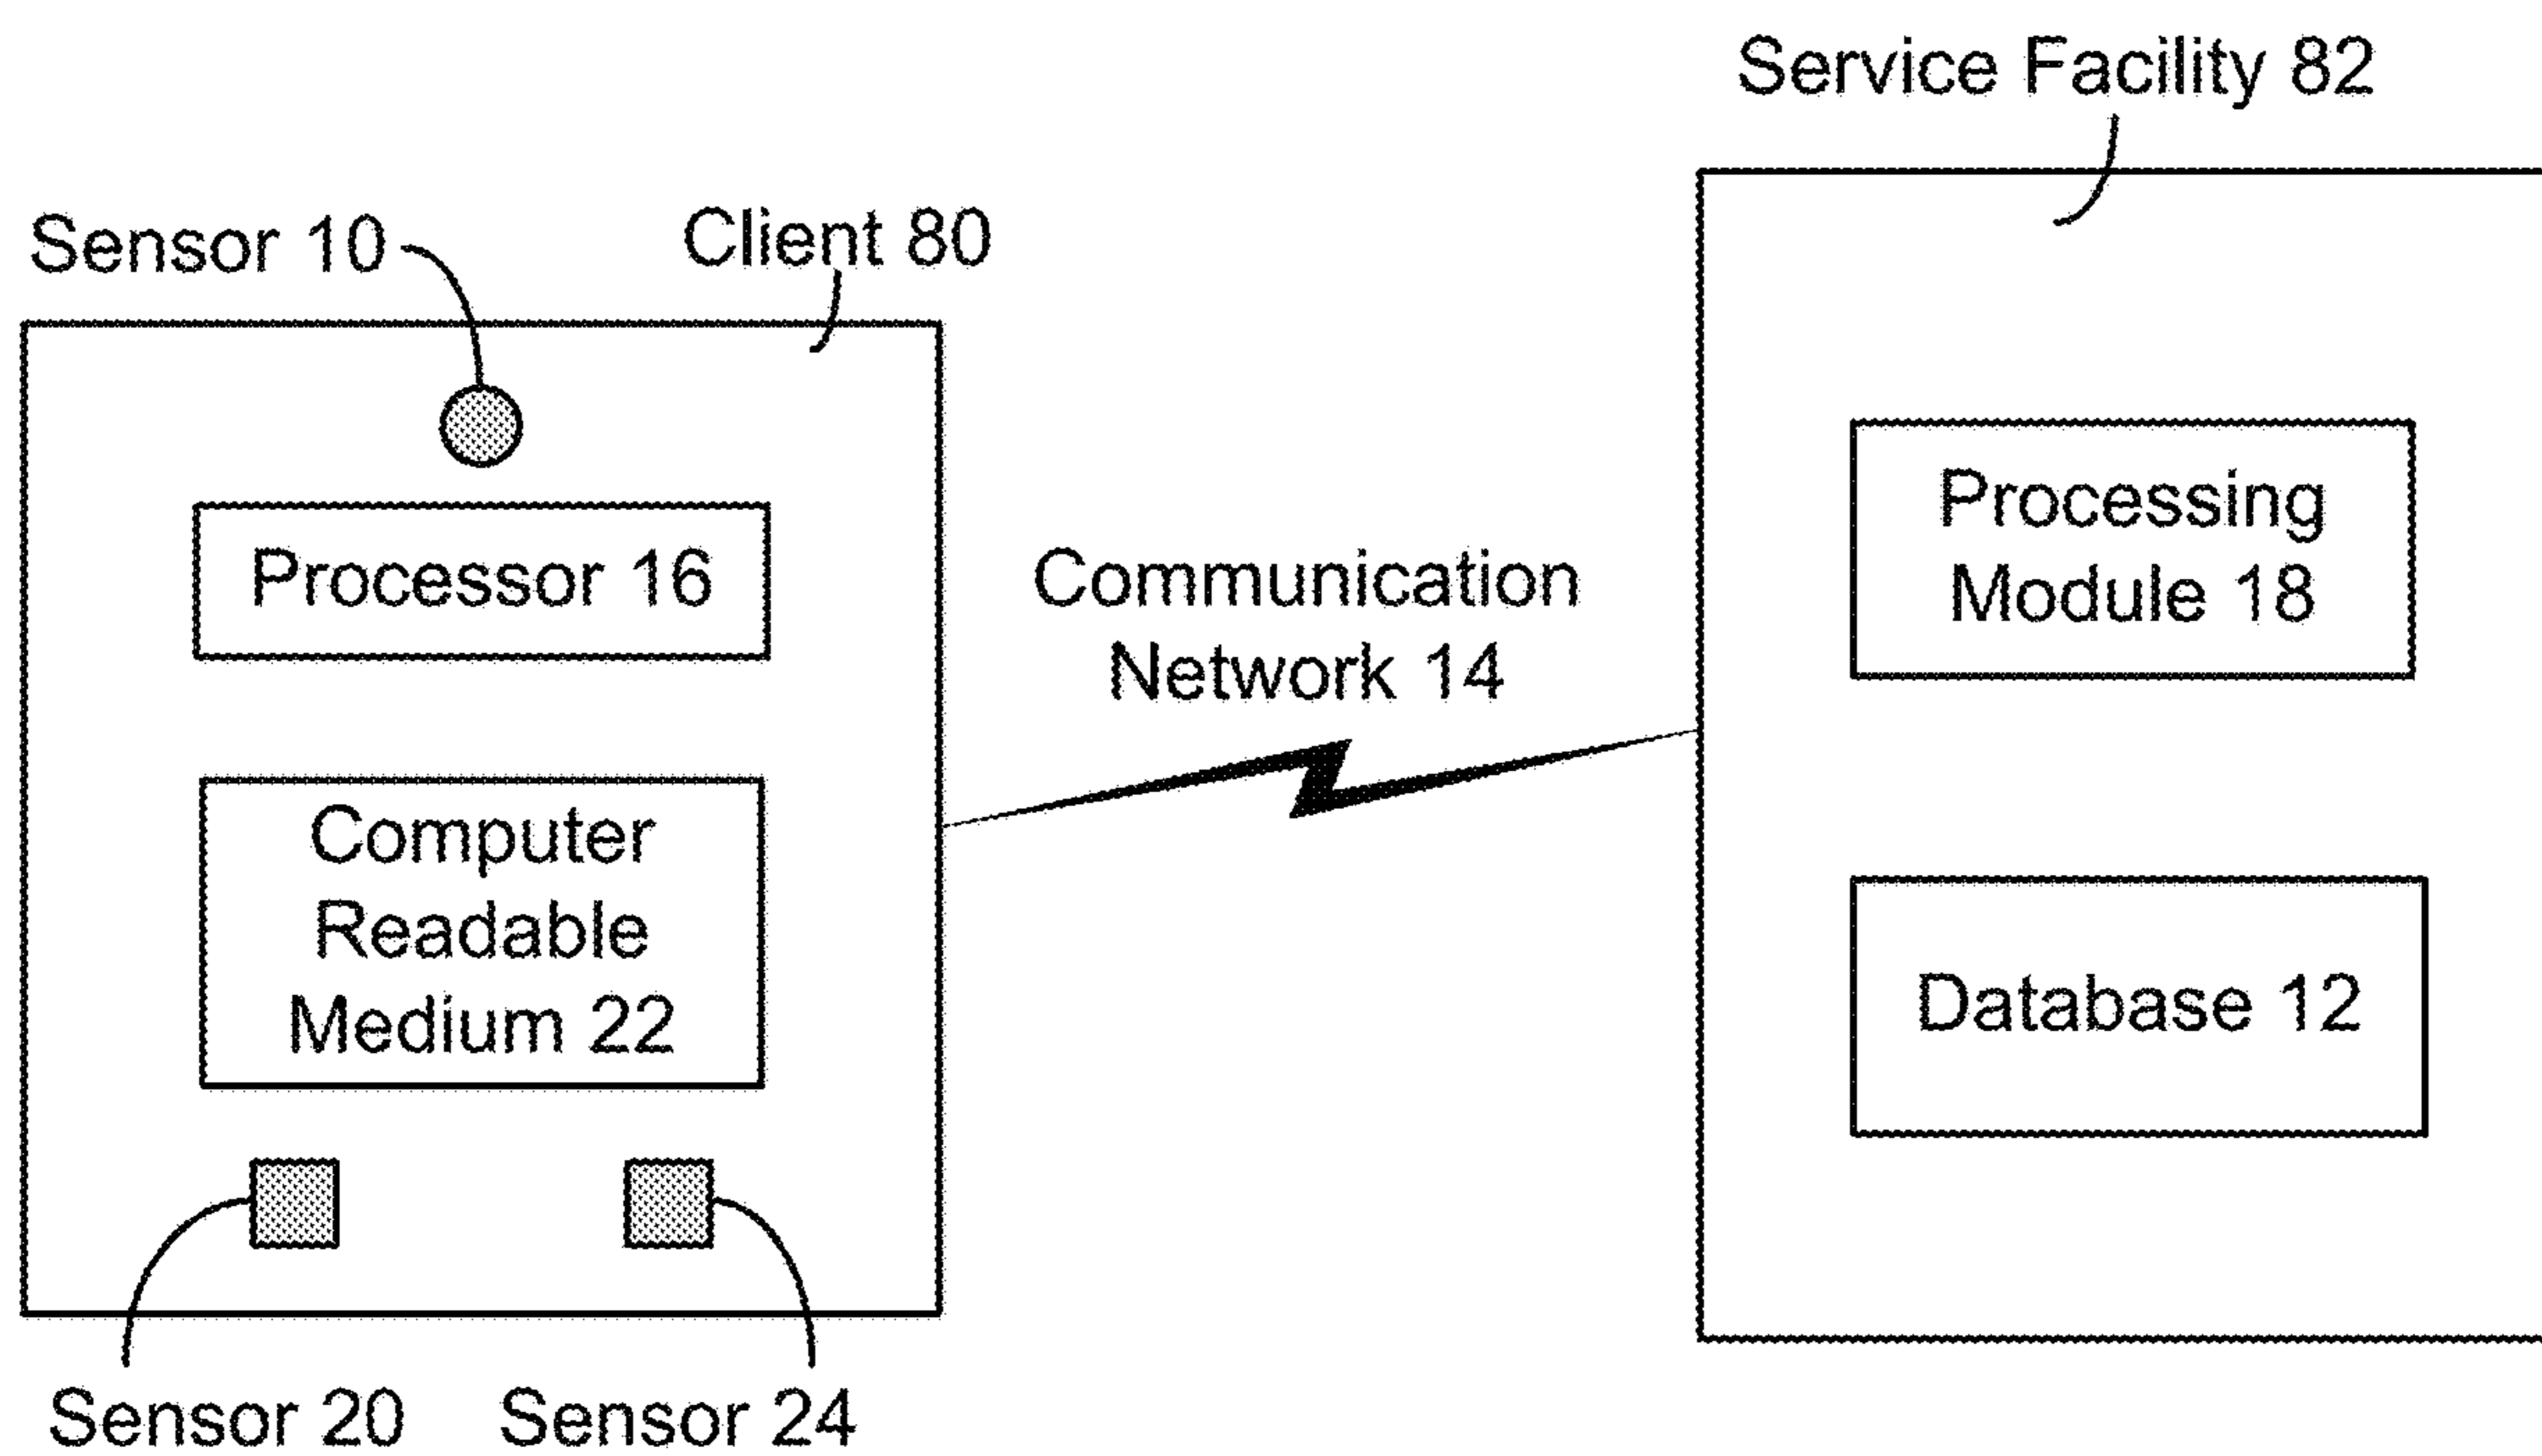 Service Facility 82
Sensor 10
Client 80
Processor 16
Computer
Readable
Medium 22
Sensor 20
Sensor 24
Communication
Network 14
Processing
Module 18
Database 12